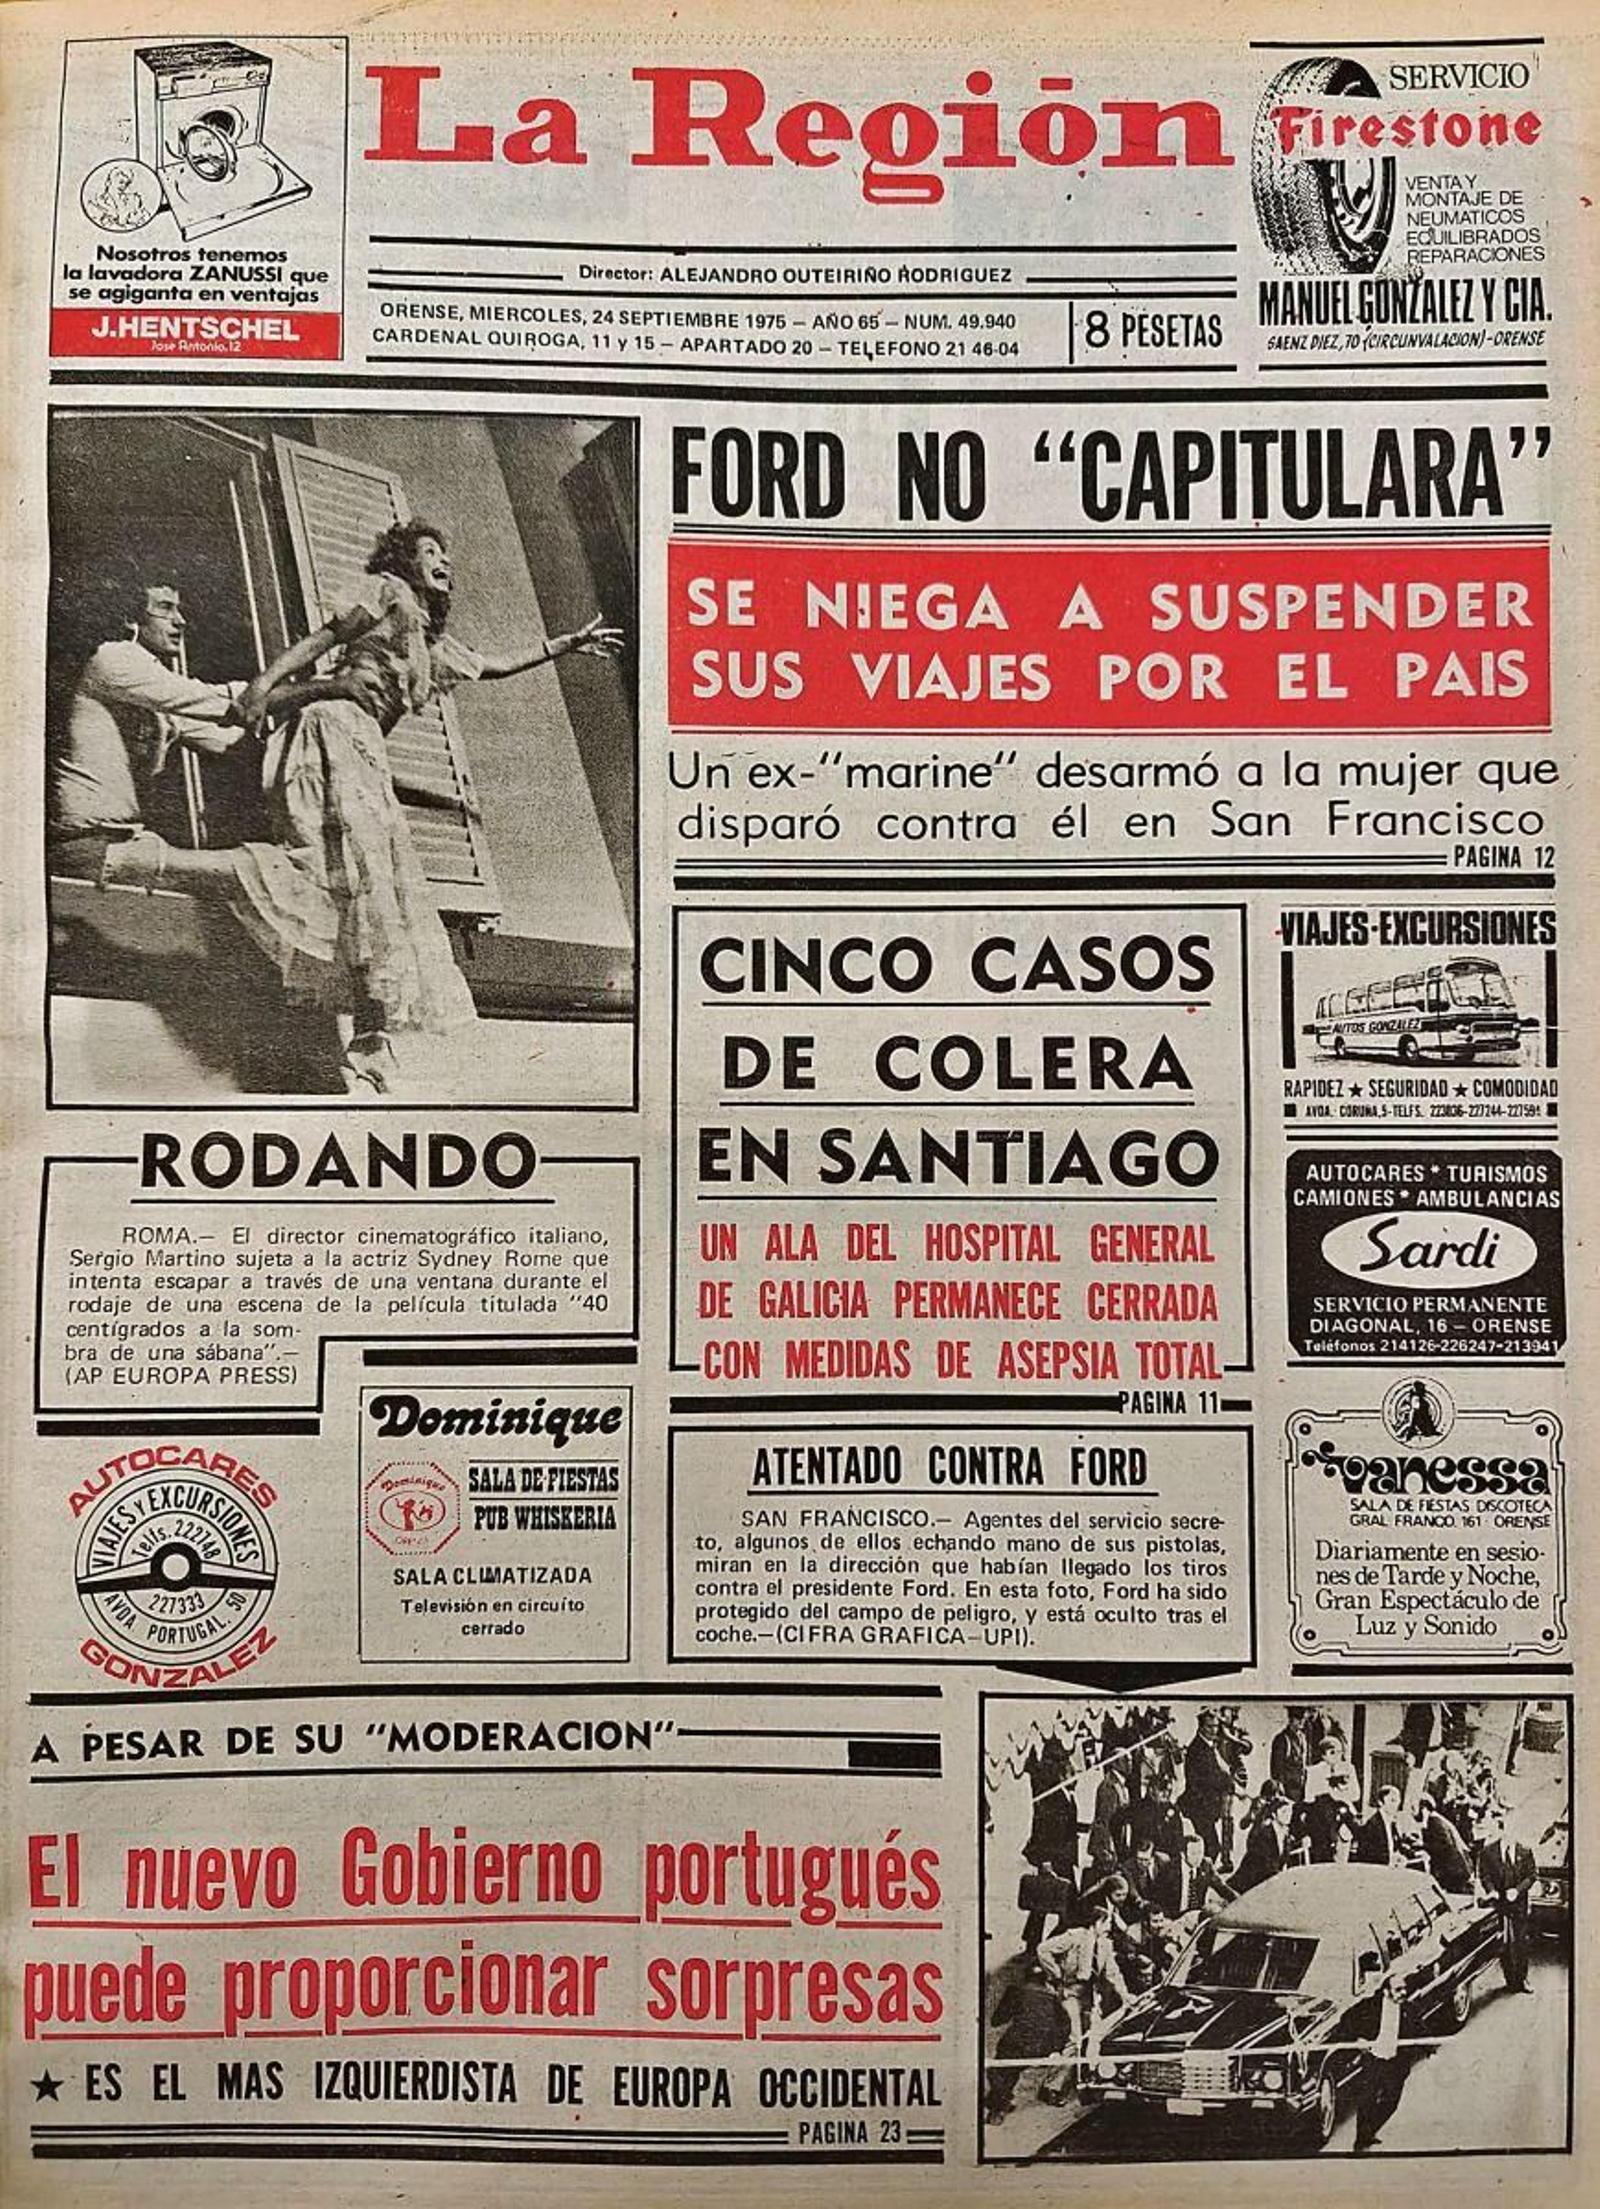 Nosotros tenemos
la lavadora ZANUSSI que
se agiganta en ventajas
J.HENTSCHEL
José Antonio, 12
La Región
Director: ALEJANDRO OUTEIRIÑO RODRIGUEZ
ORENSE, MIERCOLES, 24 SEPTIEMBRE 1975 — AÑO 65 — NUM. 49.940
CARDENAL QUIROGA, 11 y 15 — APARTADO 20 — TELEFONO 21 46-04
8 PESETAS
SERVICIO
Firestone
VENTA Y
MONTAJE DE
NEUMATICOS
EQUILIBRADOS
REPARACIONES
MANUEL GONZALEZ Y CIA.
SAENZ DIEZ, 70 (CIRCUNVALACION)-ORENSE
FORD NO “CAPITULARA”
SE NIEGA A SUSPENDER
SUS VIAJES POR EL PAIS
Un ex-“marine” desarmó a la mujer que
disparó contra él en San Francisco
PAGINA 12
RODANDO
ROMA.— El director cinematográfico italiano,
Sergio Martino sujeta a la actriz Sydney Rome que
intenta escapar a través de una ventana durante el
rodaje de una escena de la película titulada “40
centígrados a la som-
bra de una sábana”.—
(AP EUROPA PRESS)
CINCO CASOS
DE COLERA
EN SANTIAGO
UN ALA DEL HOSPITAL GENERAL
DE GALICIA PERMANECE CERRADA
CON MEDIDAS DE ASEPSIA TOTAL
PAGINA 11
VIAJES-EXCURSIONES
AUTOS GONZALEZ
RAPIDEZ ★ SEGURIDAD ★ COMODIDAD
AVDA. CORUÑA, 5-TELFS. 223836-227244-227591
AUTOCARES * TURISMOS
CAMIONES * AMBULANCIAS
Sardi
SERVICIO PERMANENTE
DIAGONAL, 16 — ORENSE
Teléfonos 214126-226247-213941
AUTOCARES
VIAJES Y EXCURSIONES
Telfs. 222748
227333
AVDA PORTUGAL. 50
GONZALEZ
Dominique
Dominique
SALA DE FIESTAS
PUB WHISKERIA
SALA CLIMATIZADA
Televisión en circuito
cerrado
ATENTADO CONTRA FORD
SAN FRANCISCO.— Agentes del servicio secre-
to, algunos de ellos echando mano de sus pistolas,
miran en la dirección que habían llegado los tiros
contra el presidente Ford. En esta foto, Ford ha sido
protegido del campo de peligro, y está oculto tras el
coche.—(CIFRA GRAFICA—UPI).
vanessa
SALA DE FIESTAS DISCOTECA
GRAL FRANCO, 161 · ORENSE
Diariamente en sesio-
nes de Tarde y Noche,
Gran Espectáculo de
Luz y Sonido
A PESAR DE SU “MODERACION”
El nuevo Gobierno portugués
puede proporcionar sorpresas
★ ES EL MAS IZQUIERDISTA DE EUROPA OCCIDENTAL
PAGINA 23